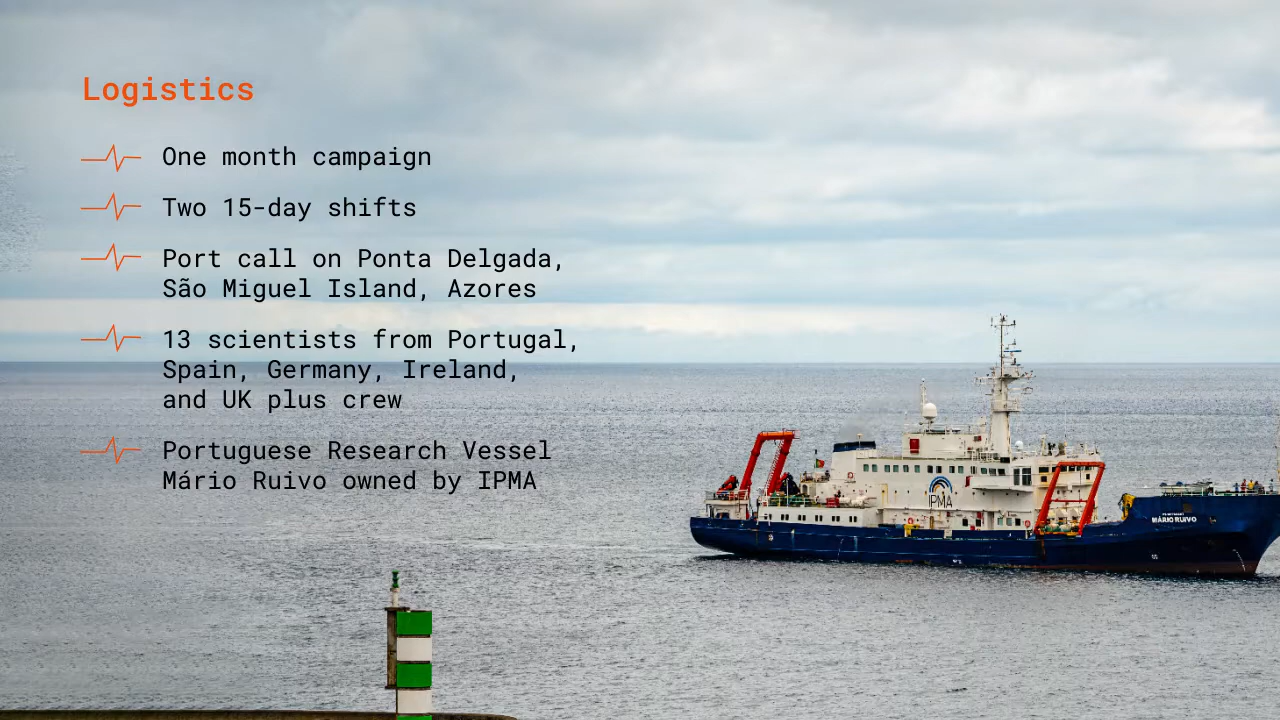 Logistics
One month campaign
Two 15-day shifts
Port call on Ponta Delgada,
São Miguel Island, Azores
13 scientists from Portugal,
Spain, Germany, Ireland,
and UK plus crew
Portuguese Research Vessel
Mário Ruivo owned by IPMA
IPMA
MÁRIO RUIVO